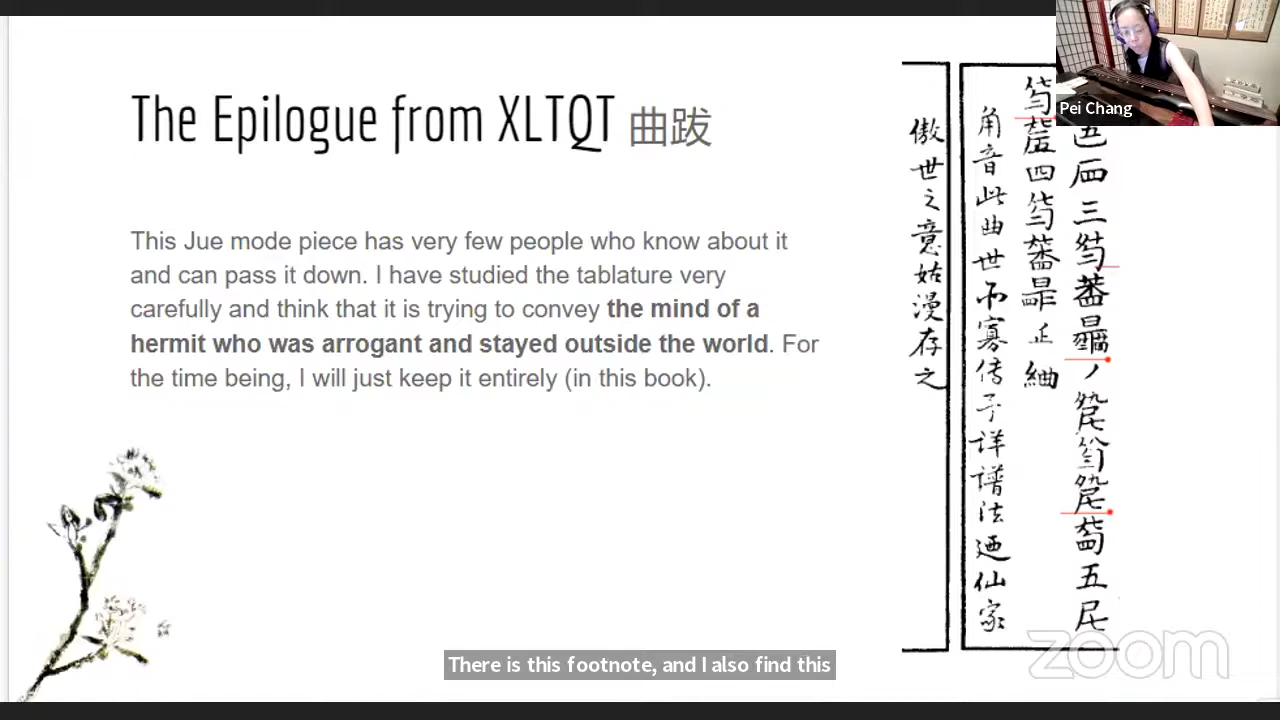 The Epilogue from XLTQT 曲跋
This Jue mode piece has very few people who know about it
and can pass it down. I have studied the tablature very
carefully and think that it is trying to convey the mind of a
hermit who was arrogant and stayed outside the world. For
the time being, I will just keep it entirely (in this book).
角音此曲世不寡传予详谱法廼仙家
傲世之意姑漫存之
Pei Chang
There is this footnote, and I also find this
zoom